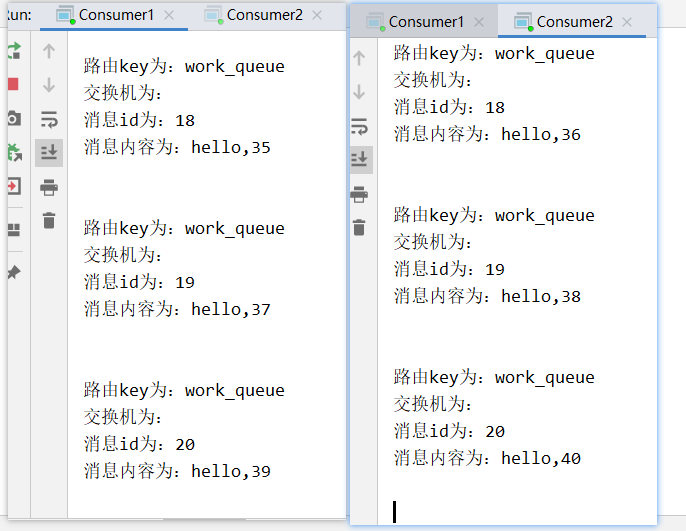 Run:
Consumer1
Consumer2
路由key为：work_queue
交换机为：
消息id为：18
消息内容为：hello,35
路由key为：work_queue
交换机为：
消息id为：19
消息内容为：hello,37
路由key为：work_queue
交换机为：
消息id为：20
消息内容为：hello,39
Consumer1
Consumer2
路由key为：work_queue
交换机为：
消息id为：18
消息内容为：hello,36
路由key为：work_queue
交换机为：
消息id为：19
消息内容为：hello,38
路由key为：work_queue
交换机为：
消息id为：20
消息内容为：hello,40